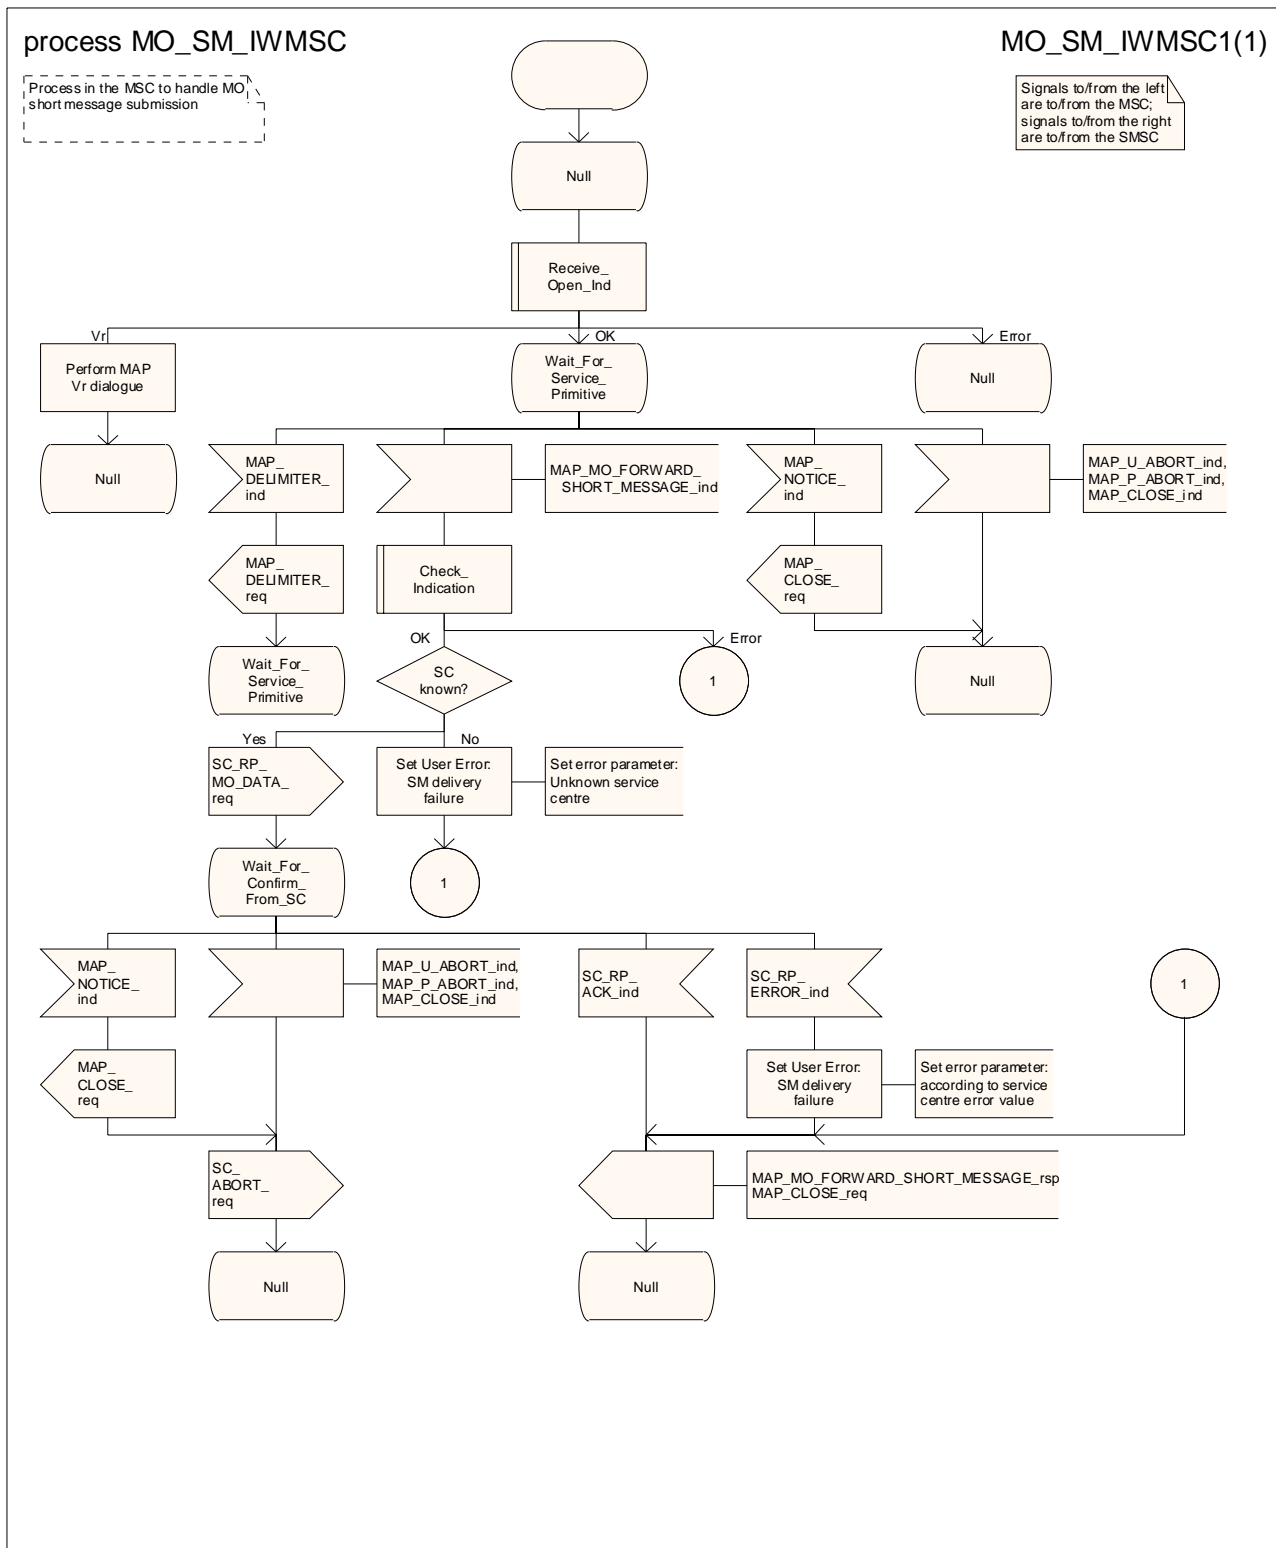 process MO_SM_IWMSC
MO_SM_IWMSC1(1)
Process in the MSC to handle MO
short message submission
Signals to/from the left
are to/from the MSC;
signals to/from the right
are to/from the SMSC
Null
Receive_
Open_Ind
Vr
OK
Error
Perform MAP
Vr dialogue
Wait_For_
Service_
Primitive
Null
Null
MAP_
DELIMITER_
ind
MAP_MO_FORWARD_
SHORT_MESSAGE_ind
MAP_
NOTICE_
ind
MAP_U_ABORT_ind,
MAP_P_ABORT_ind,
MAP_CLOSE_ind
MAP_
DELIMITER_
req
Check_
Indication
MAP_
CLOSE_
req
OK
Error
Wait_For_
Service_
Primitive
SC
known?
1
Null
Yes
No
SC_RP_
MO_DATA_
req
Set User Error:
SM delivery
failure
Set error parameter:
Unknown service
centre
Wait_For_
Confirm_
From_SC
1
MAP_
NOTICE_
ind
MAP_U_ABORT_ind,
MAP_P_ABORT_ind,
MAP_CLOSE_ind
SC_RP_
ACK_ind
SC_RP_
ERROR_ind
1
MAP_
CLOSE_
req
Set User Error:
SM delivery
failure
Set error parameter:
according to service
centre error value
SC_
ABORT_
req
MAP_MO_FORWARD_SHORT_MESSAGE_rsp
MAP_CLOSE_req
Null
Null